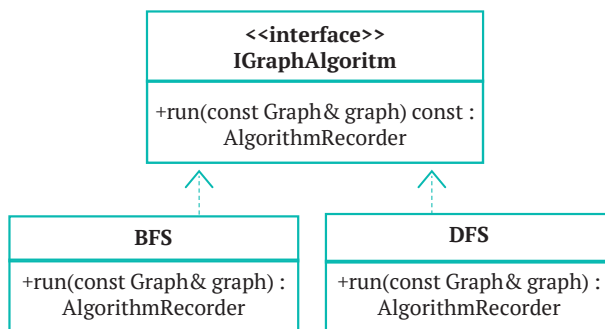 <<interface>>
IGraphAlgoritm
+run(const Graph& graph) const :
AlgorithmRecorder
BFS
+run(const Graph& graph) :
AlgorithmRecorder
DFS
+run(const Graph& graph) :
AlgorithmRecorder